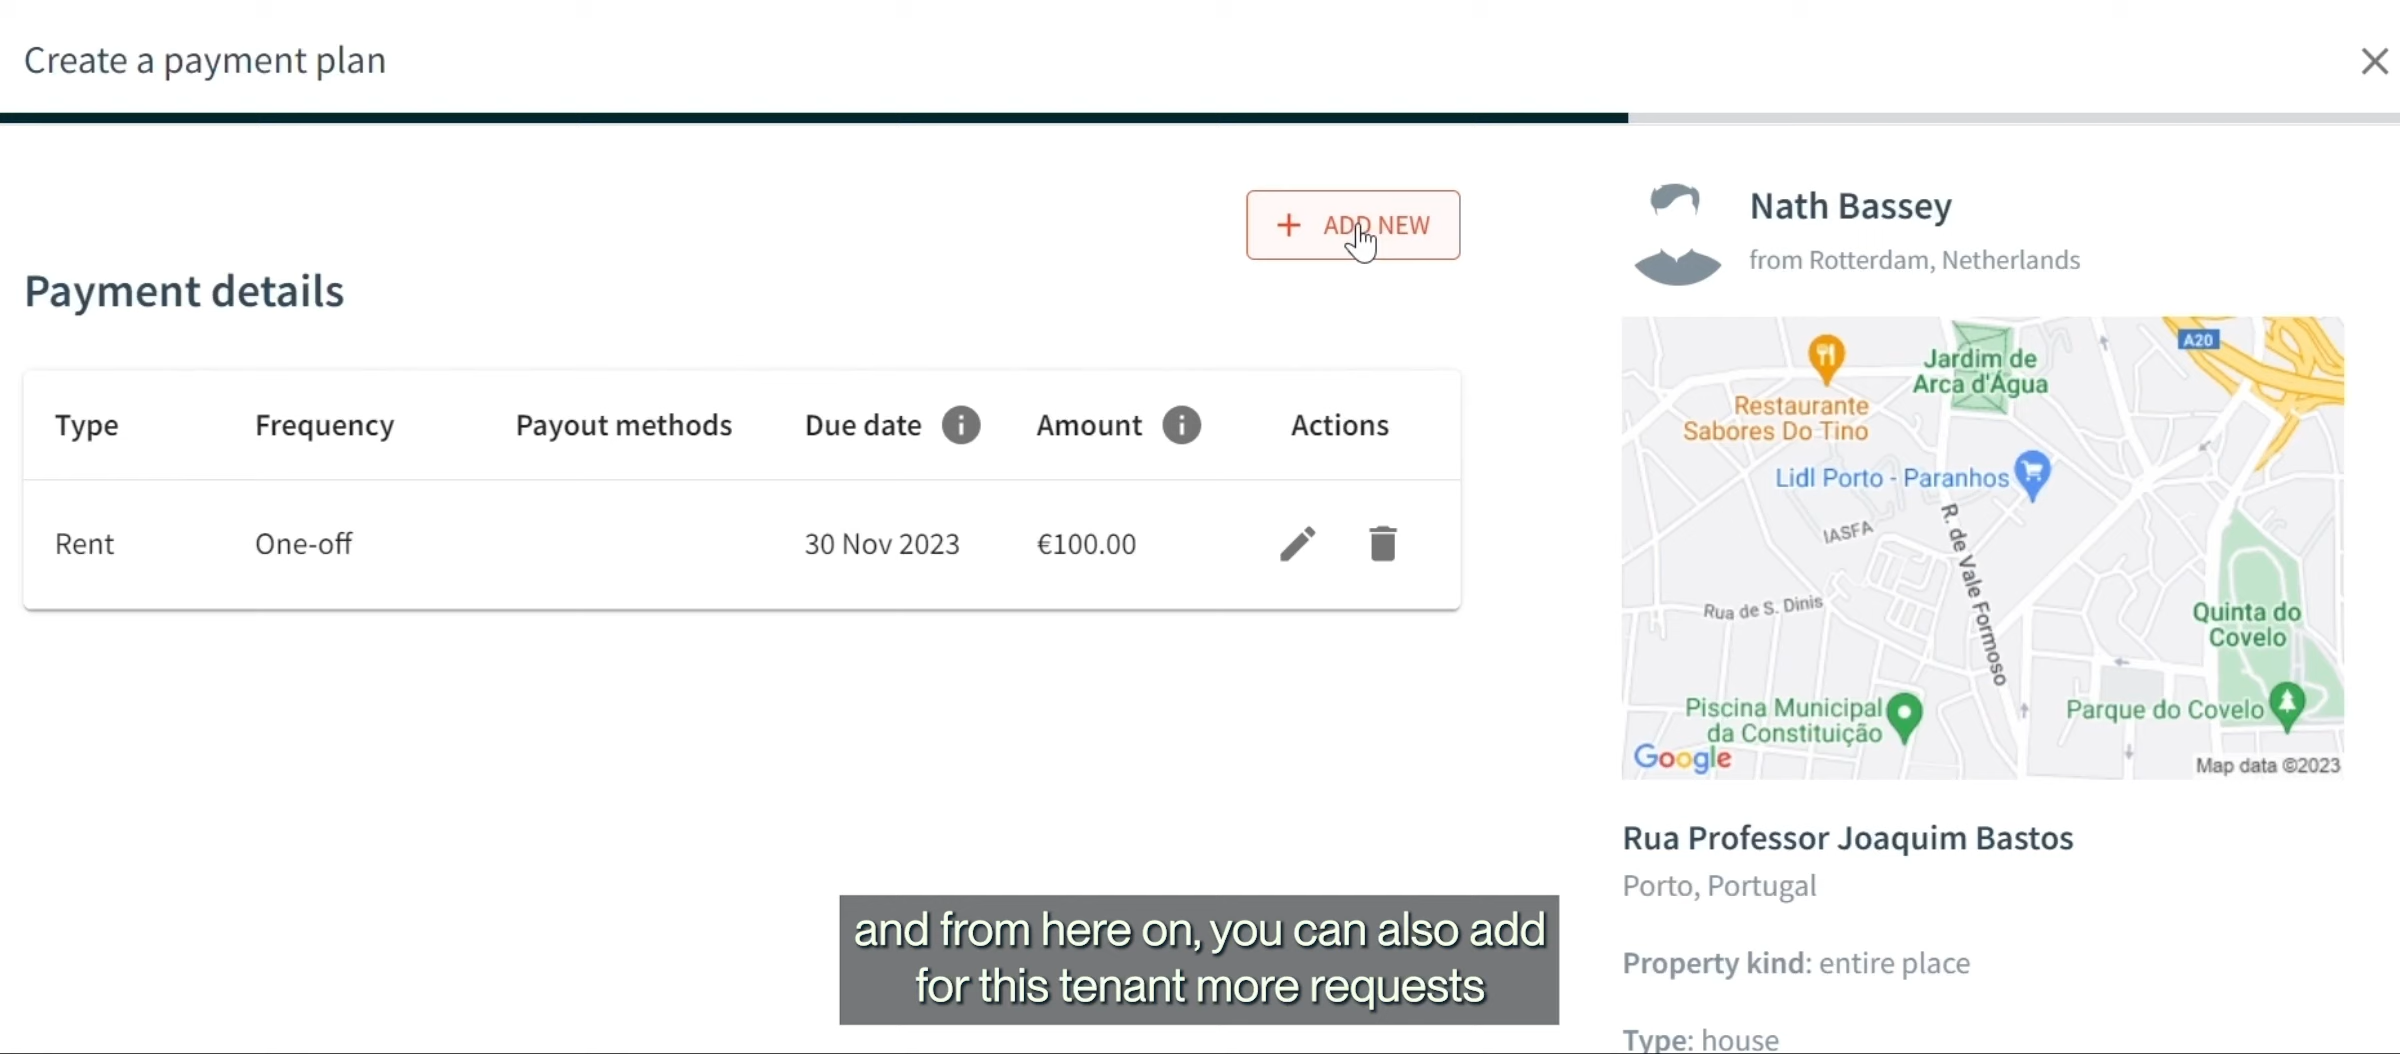 Create a payment plan
+ ADD NEW
Payment details
Type Frequency Payout methods Due date Amount Actions
Rent One-off 30 Nov 2023 €100.00
Nath Bassey
from Rotterdam, Netherlands
A20
Jardim de
Arca d'Água
Restaurante
Sabores Do Tino
Lidl Porto - Paranhos
IASFA
R. de Vale Formoso
Rua de S. Dinis
Quinta do
Covelo
Piscina Municipal
da Constituição
Parque do Covelo
Google
Map data ©2023
Rua Professor Joaquim Bastos
Porto, Portugal
Property kind: entire place
Type: house
and from here on, you can also add
for this tenant more requests